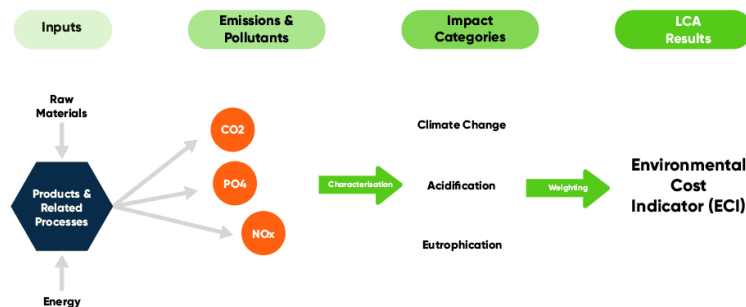 Inputs
Emissions &
Pollutants
Impact
Categories
LCA
Results
Raw
Materials
Products &
Related
Processes
Energy
CO2
PO4
NOx
Characterisation
Climate Change
Acidification
Eutrophication
Weighting
Environmental
Cost
Indicator (ECI)